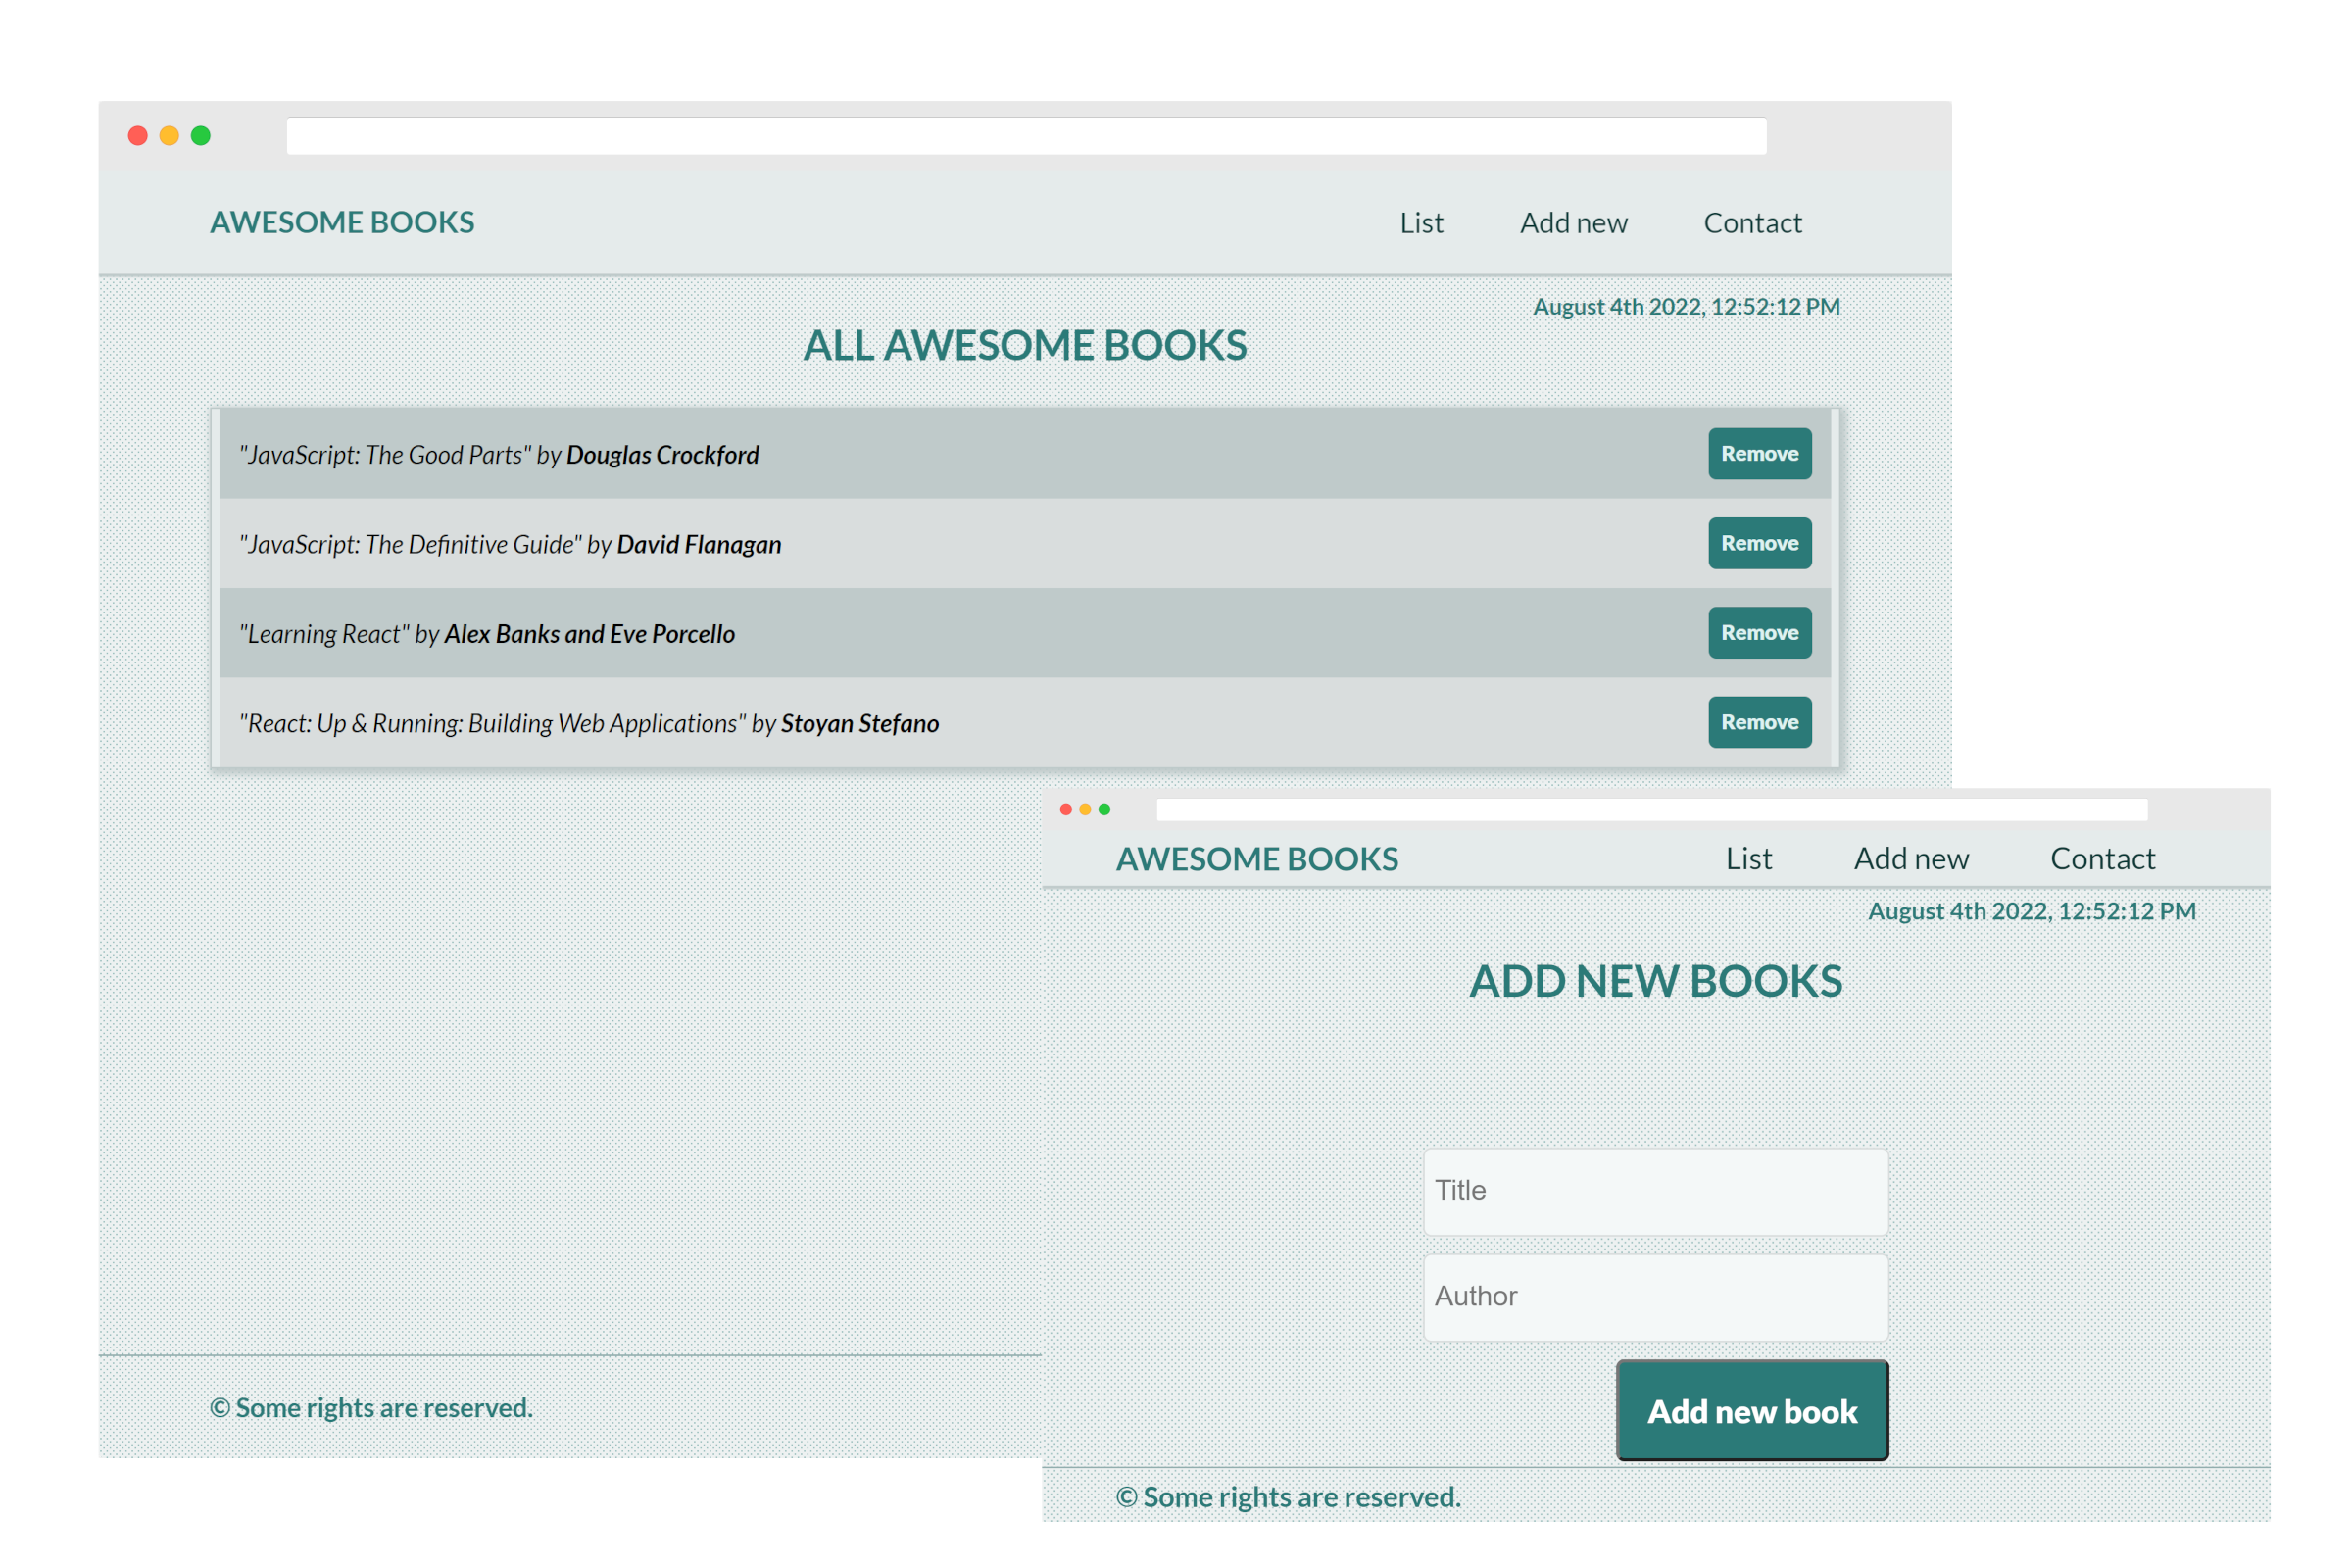 AWESOME BOOKS List Add new Contact
August 4th 2022, 12:52:12 PM
ALL AWESOME BOOKS
"JavaScript: The Good Parts" by Douglas Crockford Remove
"JavaScript: The Definitive Guide" by David Flanagan Remove
"Learning React" by Alex Banks and Eve Porcello Remove
"React: Up & Running: Building Web Applications" by Stoyan Stefano Remove
© Some rights are reserved.
AWESOME BOOKS List Add new Contact
August 4th 2022, 12:52:12 PM
ADD NEW BOOKS
Title
Author
Add new book
© Some rights are reserved.